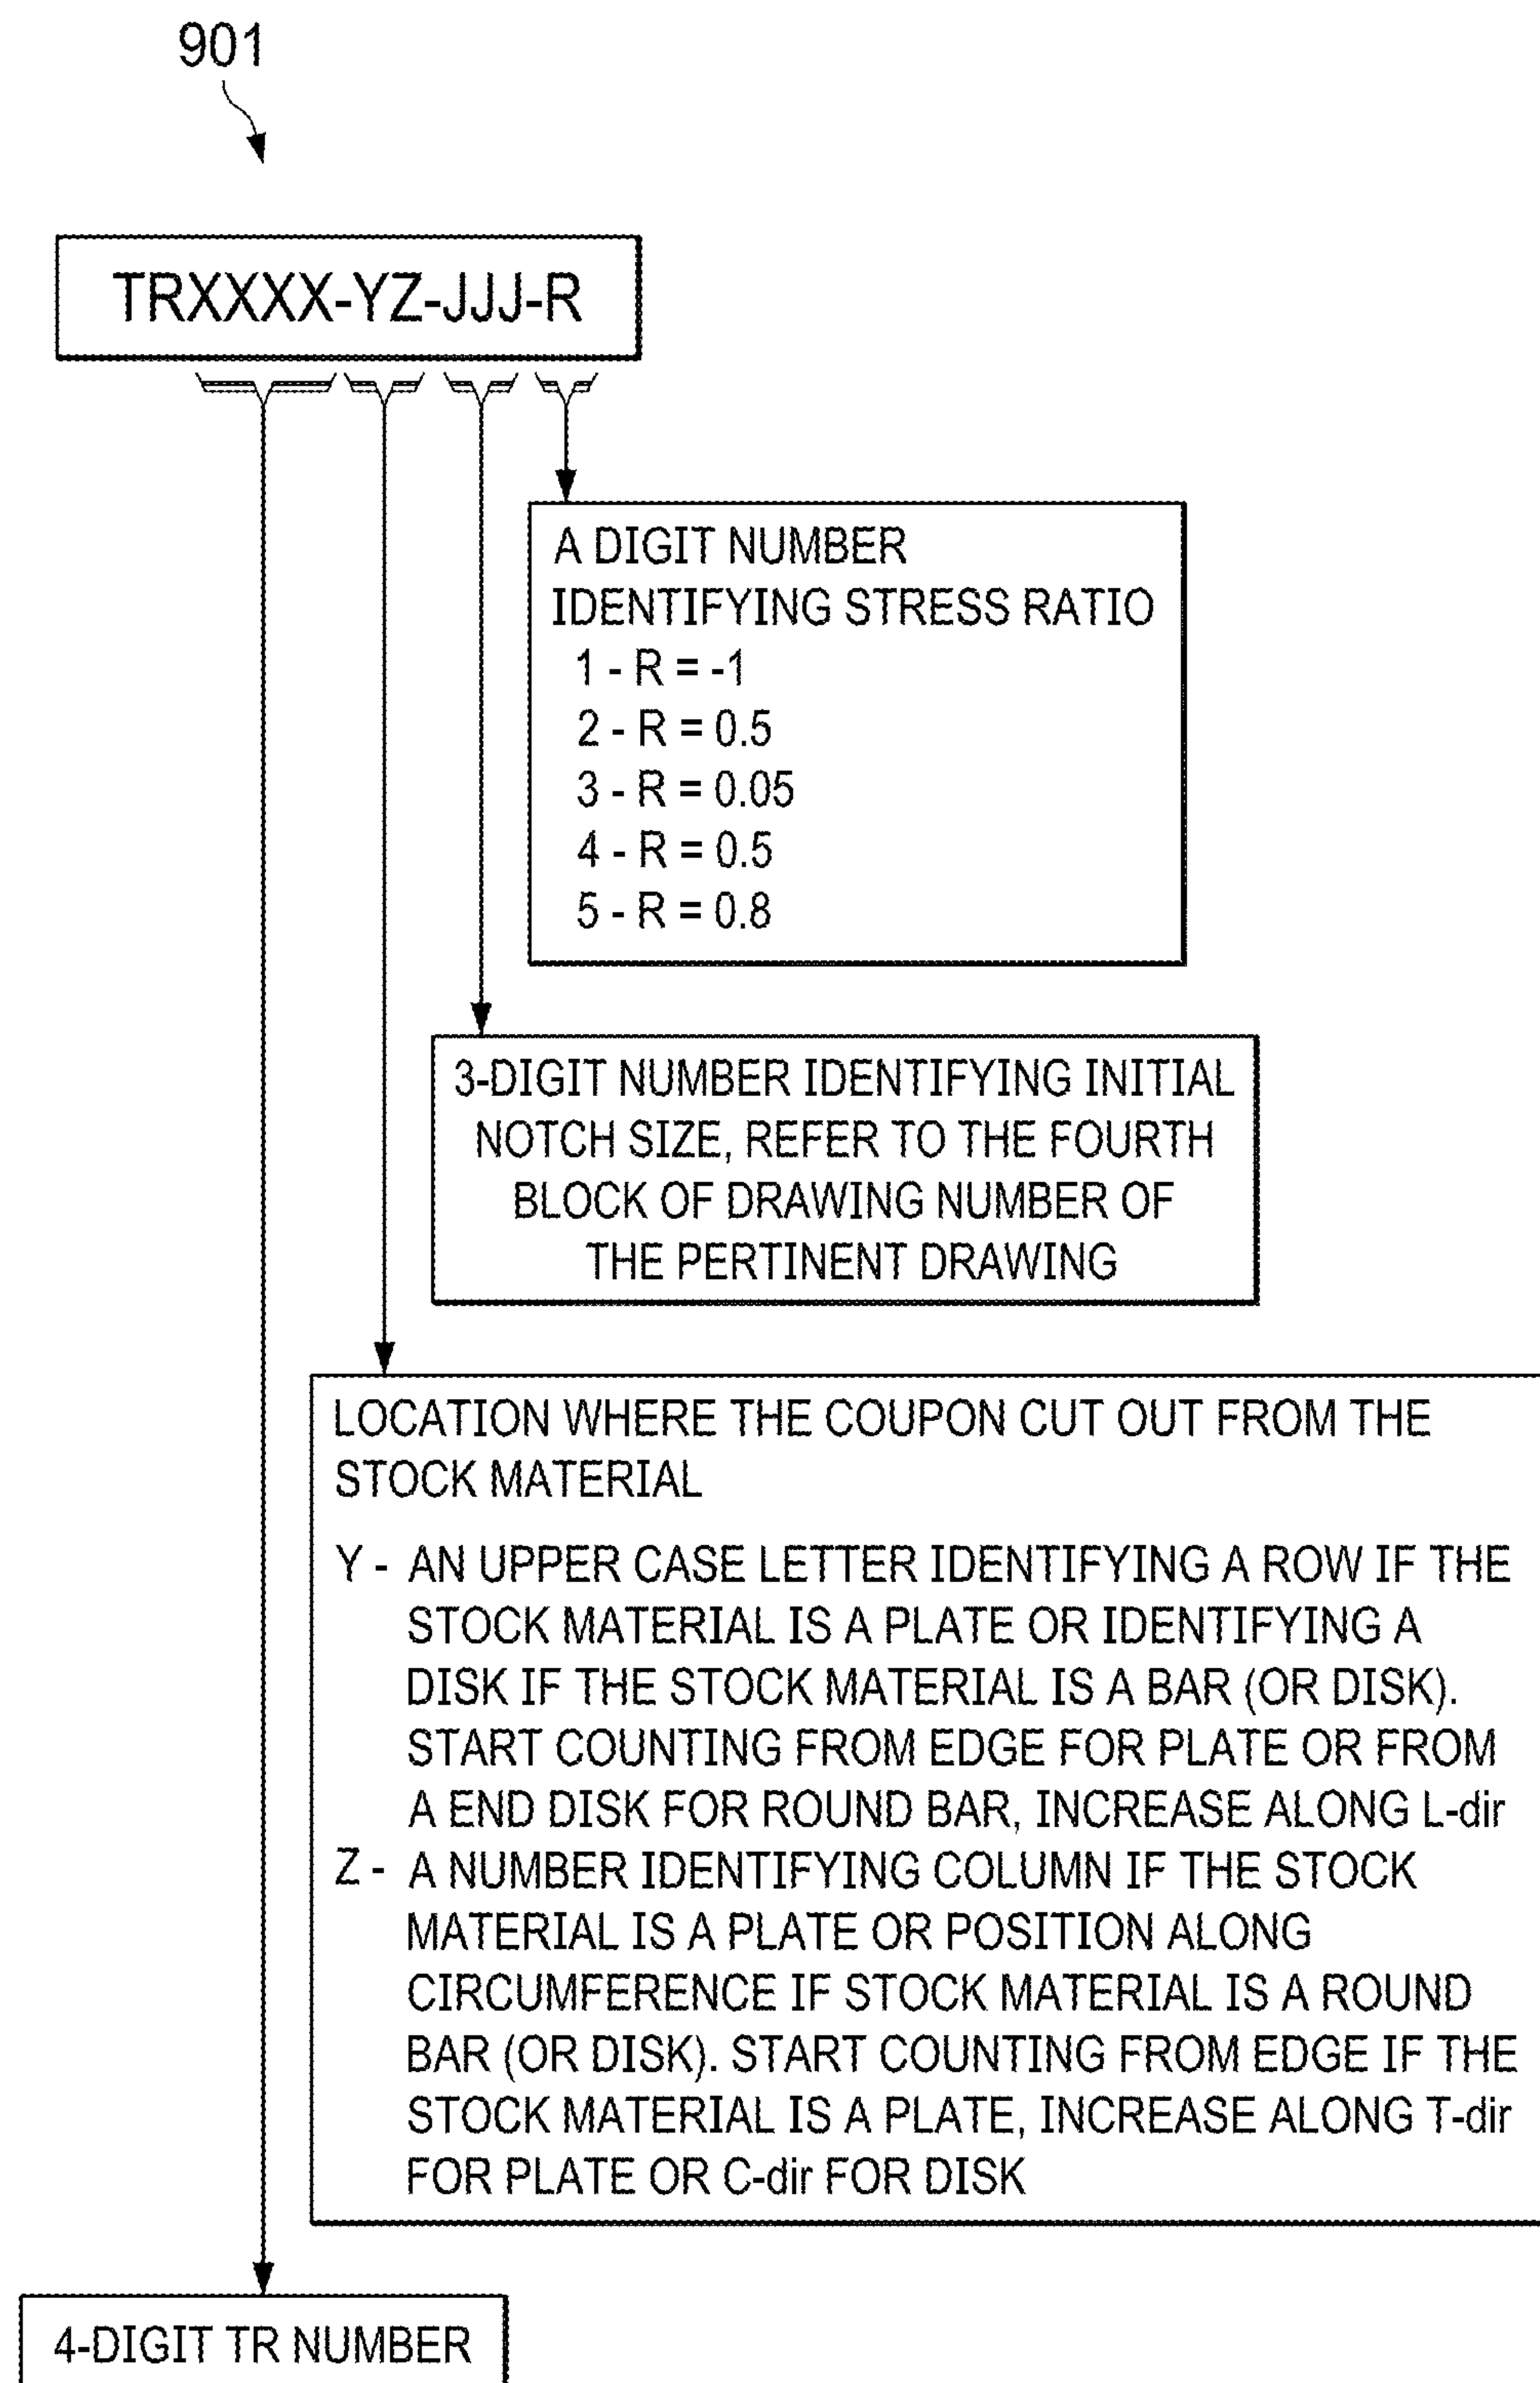 901
TRXXXX-YZ-JJJ-R
A DIGIT NUMBER
IDENTIFYING STRESS RATIO
1 - R = -1
2 - R = 0.5
3 - R = 0.05
4 - R = 0.5
5 - R = 0.8
3-DIGIT NUMBER IDENTIFYING INITIAL
NOTCH SIZE, REFER TO THE FOURTH
BLOCK OF DRAWING NUMBER OF
THE PERTINENT DRAWING
LOCATION WHERE THE COUPON CUT OUT FROM THE
STOCK MATERIAL
Y - AN UPPER CASE LETTER IDENTIFYING A ROW IF THE
STOCK MATERIAL IS A PLATE OR IDENTIFYING A
DISK IF THE STOCK MATERIAL IS A BAR (OR DISK).
START COUNTING FROM EDGE FOR PLATE OR FROM
A END DISK FOR ROUND BAR, INCREASE ALONG L-dir
Z - A NUMBER IDENTIFYING COLUMN IF THE STOCK
MATERIAL IS A PLATE OR POSITION ALONG
CIRCUMFERENCE IF STOCK MATERIAL IS A ROUND
BAR (OR DISK). START COUNTING FROM EDGE IF THE
STOCK MATERIAL IS A PLATE, INCREASE ALONG T-dir
FOR PLATE OR C-dir FOR DISK
4-DIGIT TR NUMBER